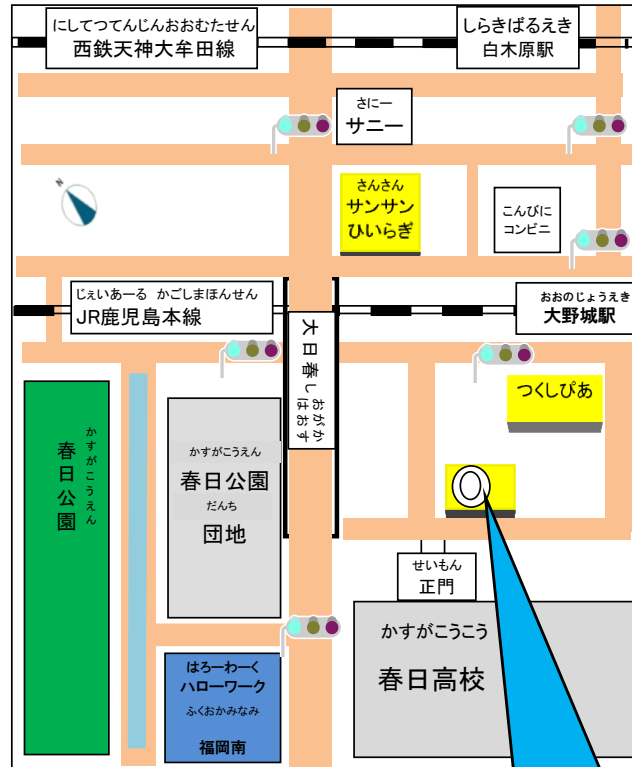 にしてつてんじんおおむたせん
西鉄天神大牟田線
しらきばるえき
白木原駅
さにー
サニー
N
さんさん
サンサン
ひいらぎ
こんびに
コンビニ
じぇいあーる かごしまほんせん
JR鹿児島本線
おおのじょうえき
大野城駅
大日春し
おがか
はおす
つくしぴあ
かすがこうえん
春日公園
かすがこうえん
春日公園
だんち
団地
せいもん
正門
かすがこうこう
春日高校
はろーわーく
ハローワーク
ふくおかみなみ
福岡南